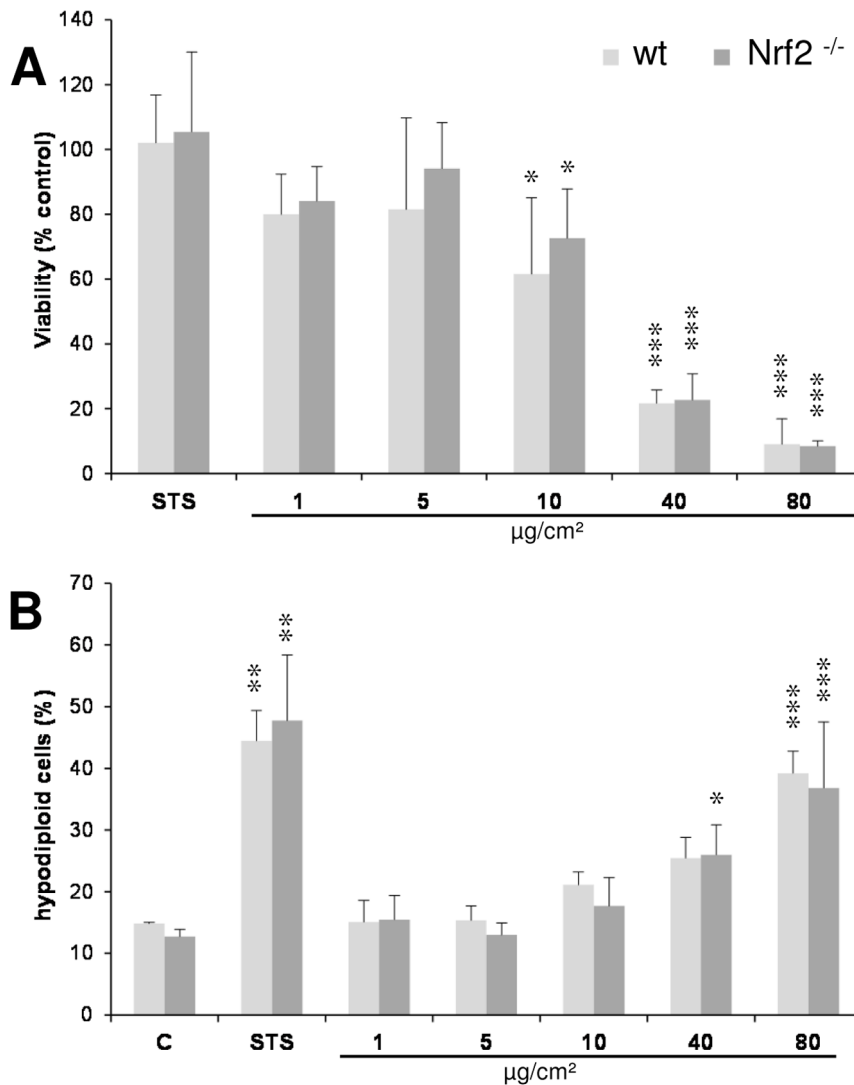 A
Viability (% control)
140
120
100
80
60
40
20
0
wt Nrf2 -/-
* *
*** ***
*** ***
STS 1 5 10 40 80
µg/cm²
B
hypodiploid cells (%)
70
60
50
40
30
20
10
0
** **
*
*** ***
C STS 1 5 10 40 80
µg/cm²